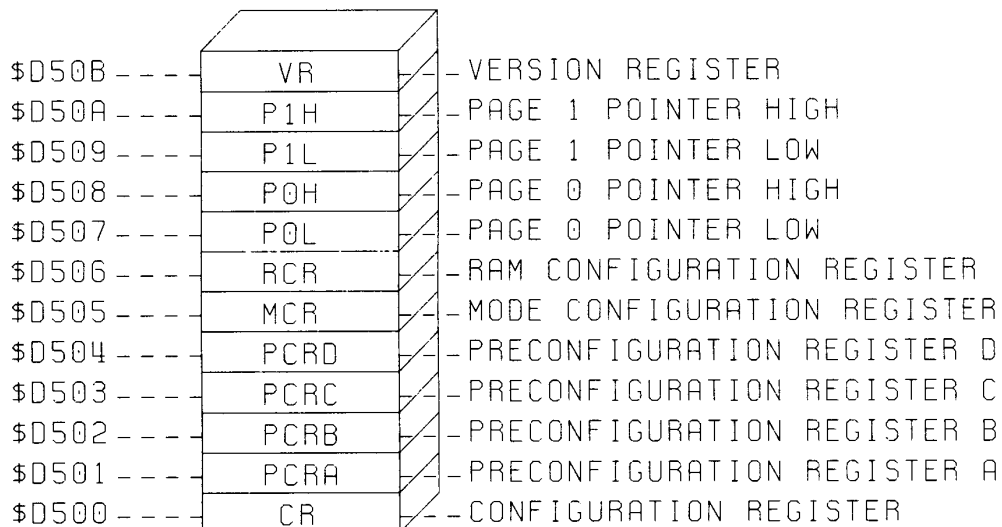 $D50B---- VR --VERSION REGISTER
$D50A---- P1H --PAGE 1 POINTER HIGH
$D509---- P1L --PAGE 1 POINTER LOW
$D508---- P0H --PAGE 0 POINTER HIGH
$D507---- P0L --PAGE 0 POINTER LOW
$D506---- RCR --RAM CONFIGURATION REGISTER
$D505---- MCR --MODE CONFIGURATION REGISTER
$D504---- PCRD --PRECONFIGURATION REGISTER D
$D503---- PCRC --PRECONFIGURATION REGISTER C
$D502---- PCRB --PRECONFIGURATION REGISTER B
$D501---- PCRA --PRECONFIGURATION REGISTER A
$D500---- CR --CONFIGURATION REGISTER